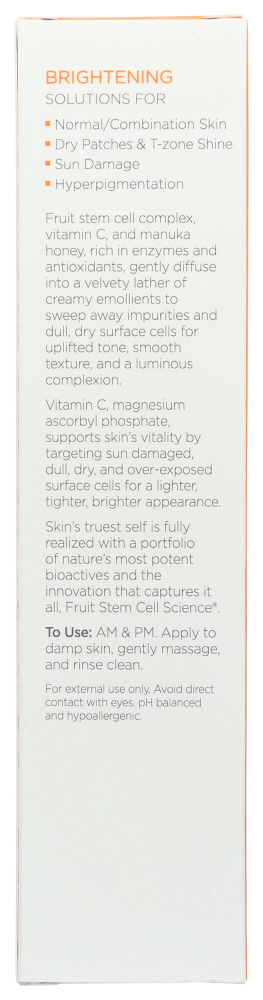 BRIGHTENING
SOLUTIONS FOR
▪ Normal/Combination Skin
▪ Dry Patches & T-zone Shine
▪ Sun Damage
▪ Hyperpigmentation
Fruit stem cell complex,
vitamin C, and manuka
honey, rich in enzymes and
antioxidants, gently diffuse
into a velvety lather of
creamy emollients to
sweep away impurities and
dull, dry surface cells for
uplifted tone, smooth
texture, and a luminous
complexion.
Vitamin C, magnesium
ascorbyl phosphate,
supports skin's vitality by
targeting sun damaged,
dull, dry, and over-exposed
surface cells for a lighter,
tighter, brighter appearance.
Skin's truest self is fully
realized with a portfolio
of nature's most potent
bioactives and the
innovation that captures it
all, Fruit Stem Cell Science®.
To Use: AM & PM. Apply to
damp skin, gently massage,
and rinse clean.
For external use only. Avoid direct
contact with eyes. pH balanced
and hypoallergenic.